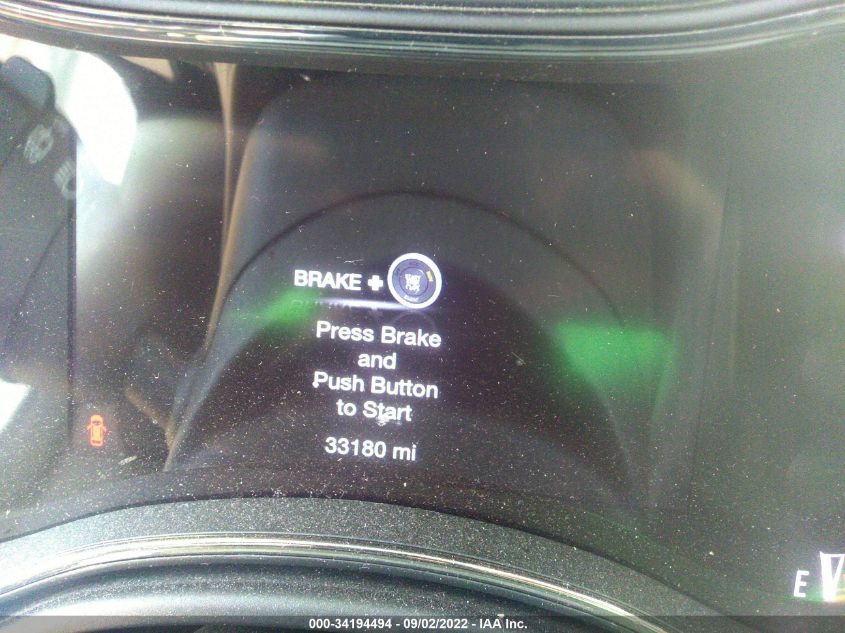 BRAKE +
Press Brake
and
Push Button
to Start
33180 mi
E
000-34194494 - 09/02/2022 - IAA Inc.